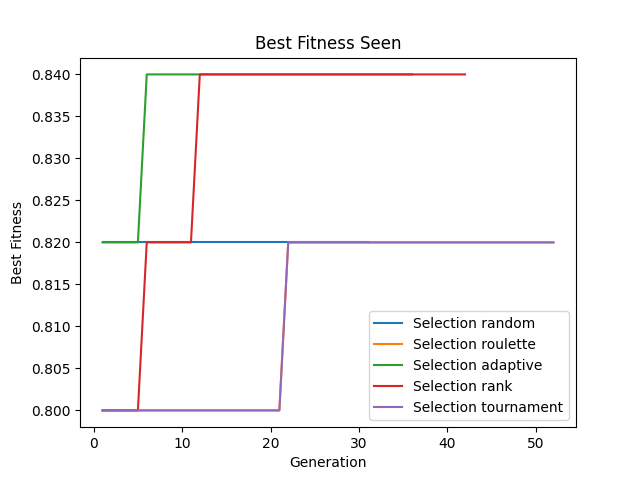 Best Fitness Seen
Best Fitness
0.840
0.835
0.830
0.825
0.820
0.815
0.810
0.805
0.800
Selection random
Selection roulette
Selection adaptive
Selection rank
Selection tournament
0 10 20 30 40 50
Generation